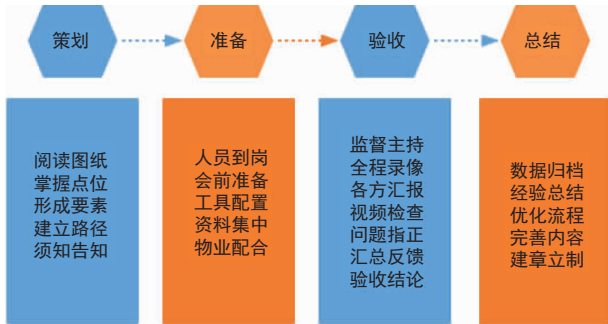 策划
准备
验收
总结
阅读图纸
掌握点位
形成要素
建立路径
须知告知
人员到岗
会前准备
工具配置
资料集中
物业配合
监督主持
全程录像
各方汇报
视频检查
问题指正
汇总反馈
验收结论
数据归档
经验总结
优化流程
完善内容
建章立制